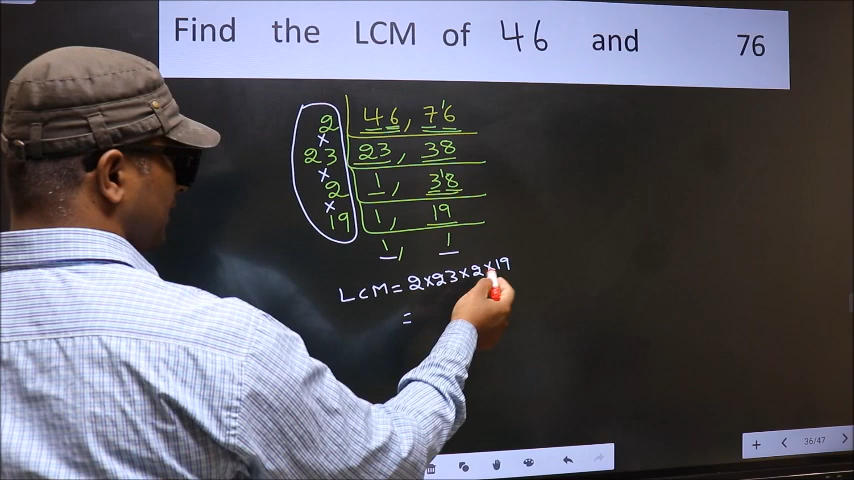 Find the LCM of 46 and 76
2 46, 76
×
23 23, 38
×
2 1, 38
×
19 1, 19
1, 1
LCM = 2×23×2×19
=
+ < 36/47 >